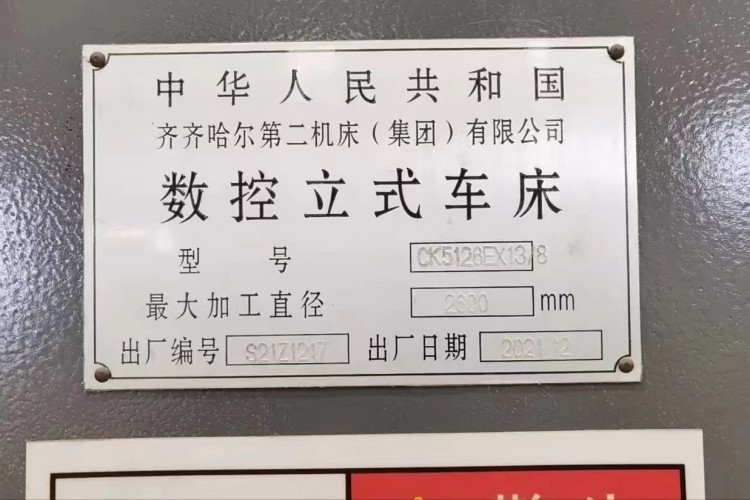 中华人民共和国
齐齐哈尔第二机床(集团)有限公司
数控立式车床
型 号 CK5126EX13/8
最大加工直径 2600 mm
出厂编号 S21Z1217 出厂日期 2021.12